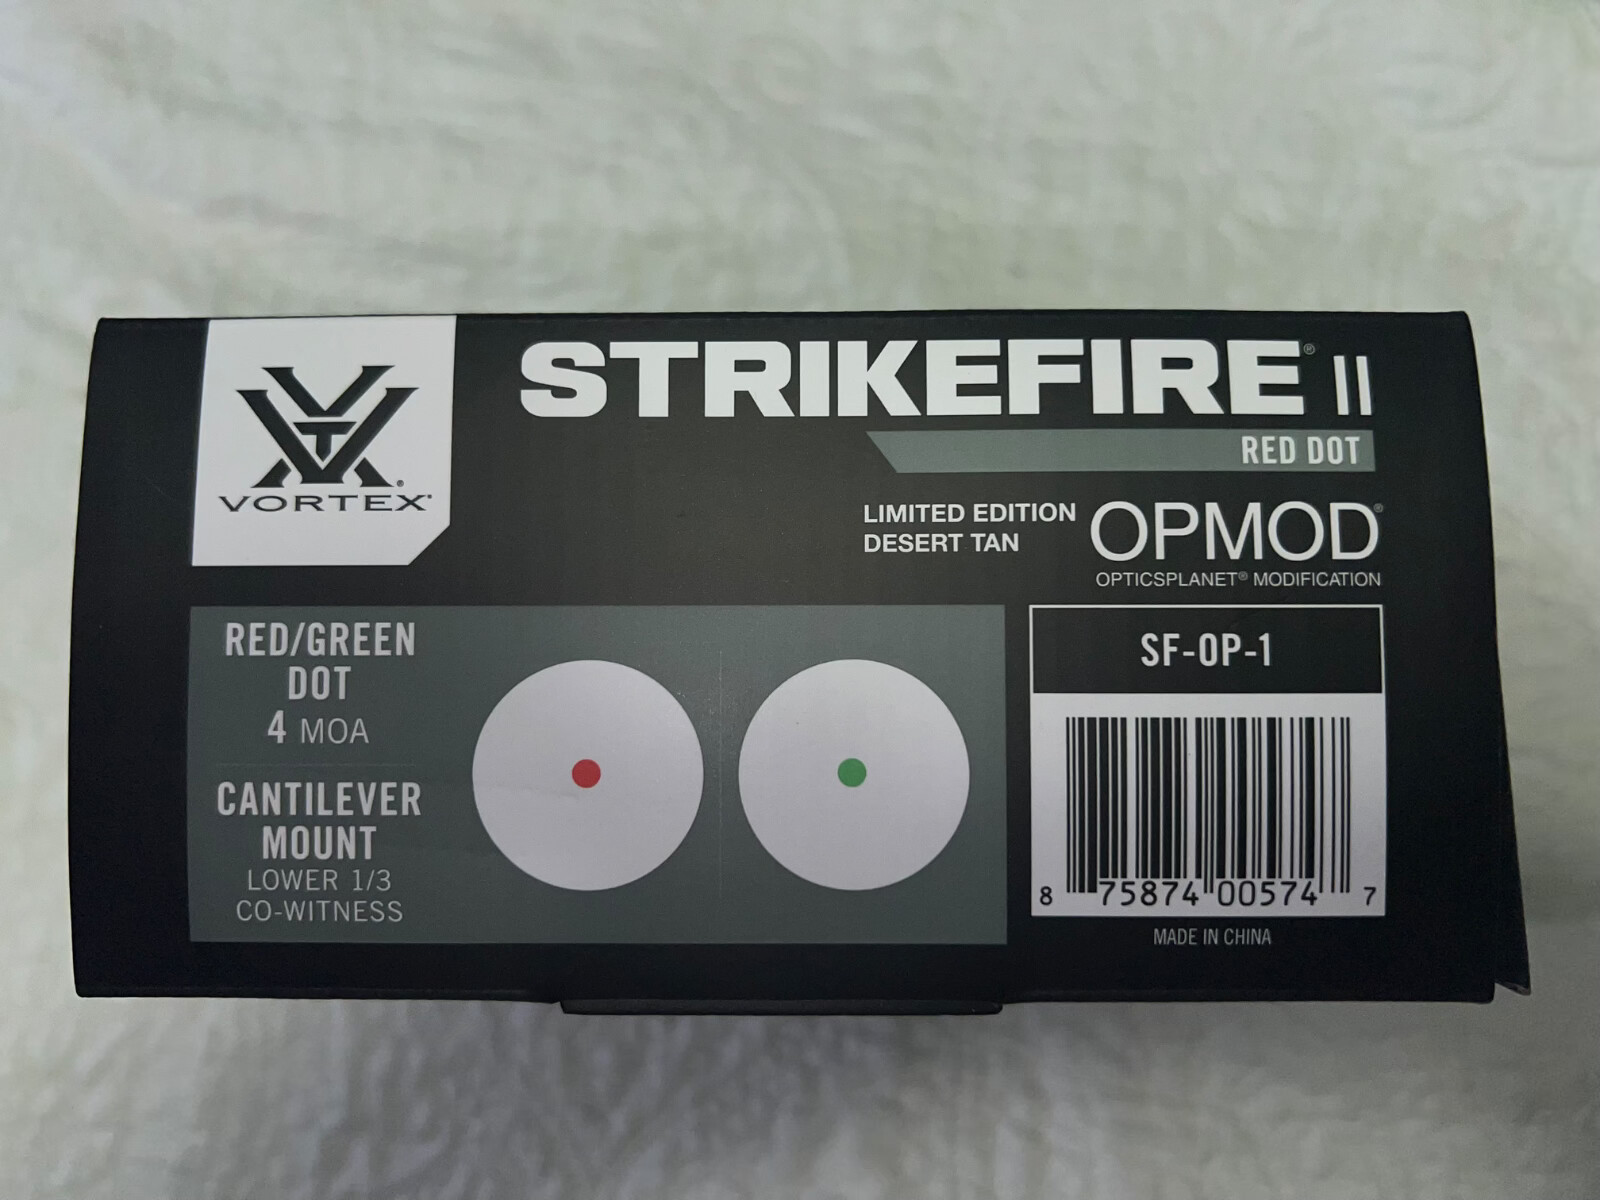 VORTEX®
STRIKEFIRE® II
RED DOT
LIMITED EDITION
DESERT TAN
OPMOD®
OPTICSPLANET® MODIFICATION
RED/GREEN
DOT
4 MOA
CANTILEVER
MOUNT
LOWER 1/3
CO-WITNESS
SF-OP-1
8 75874 00574 7
MADE IN CHINA